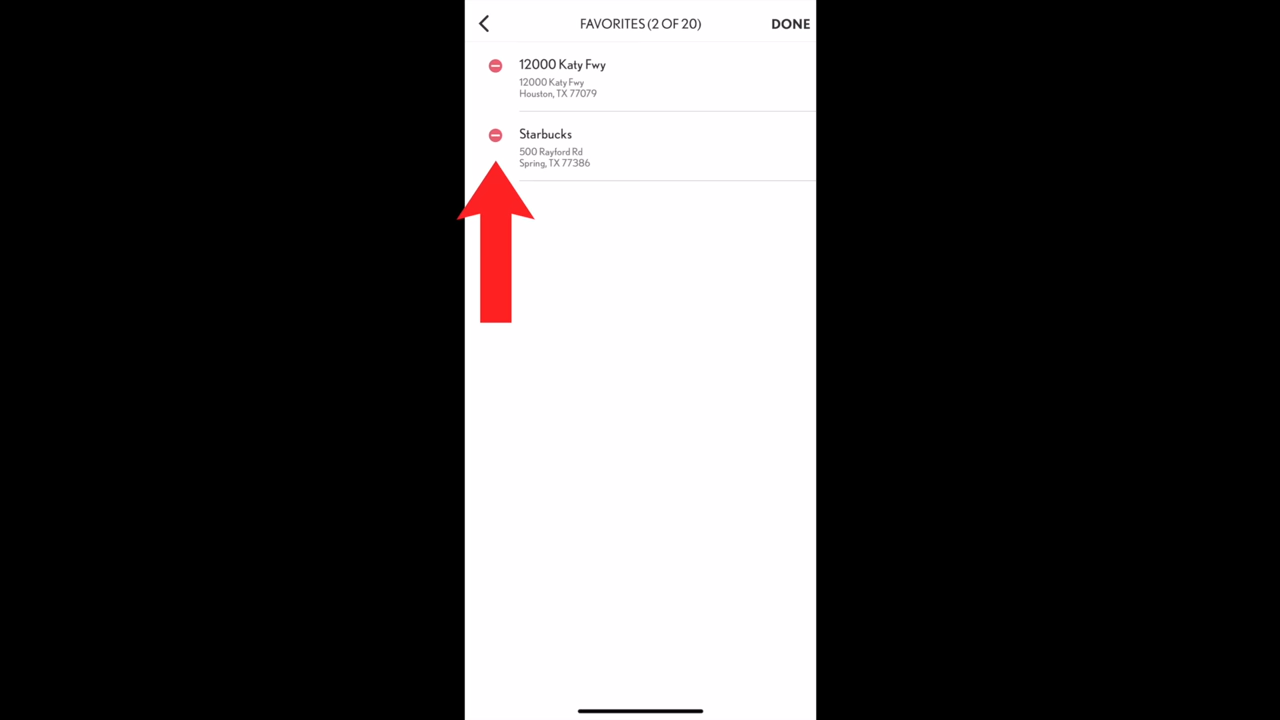 FAVORITES (2 OF 20)
DONE
12000 Katy Fwy
12000 Katy Fwy
Houston, TX 77079
Starbucks
500 Rayford Rd
Spring, TX 77386